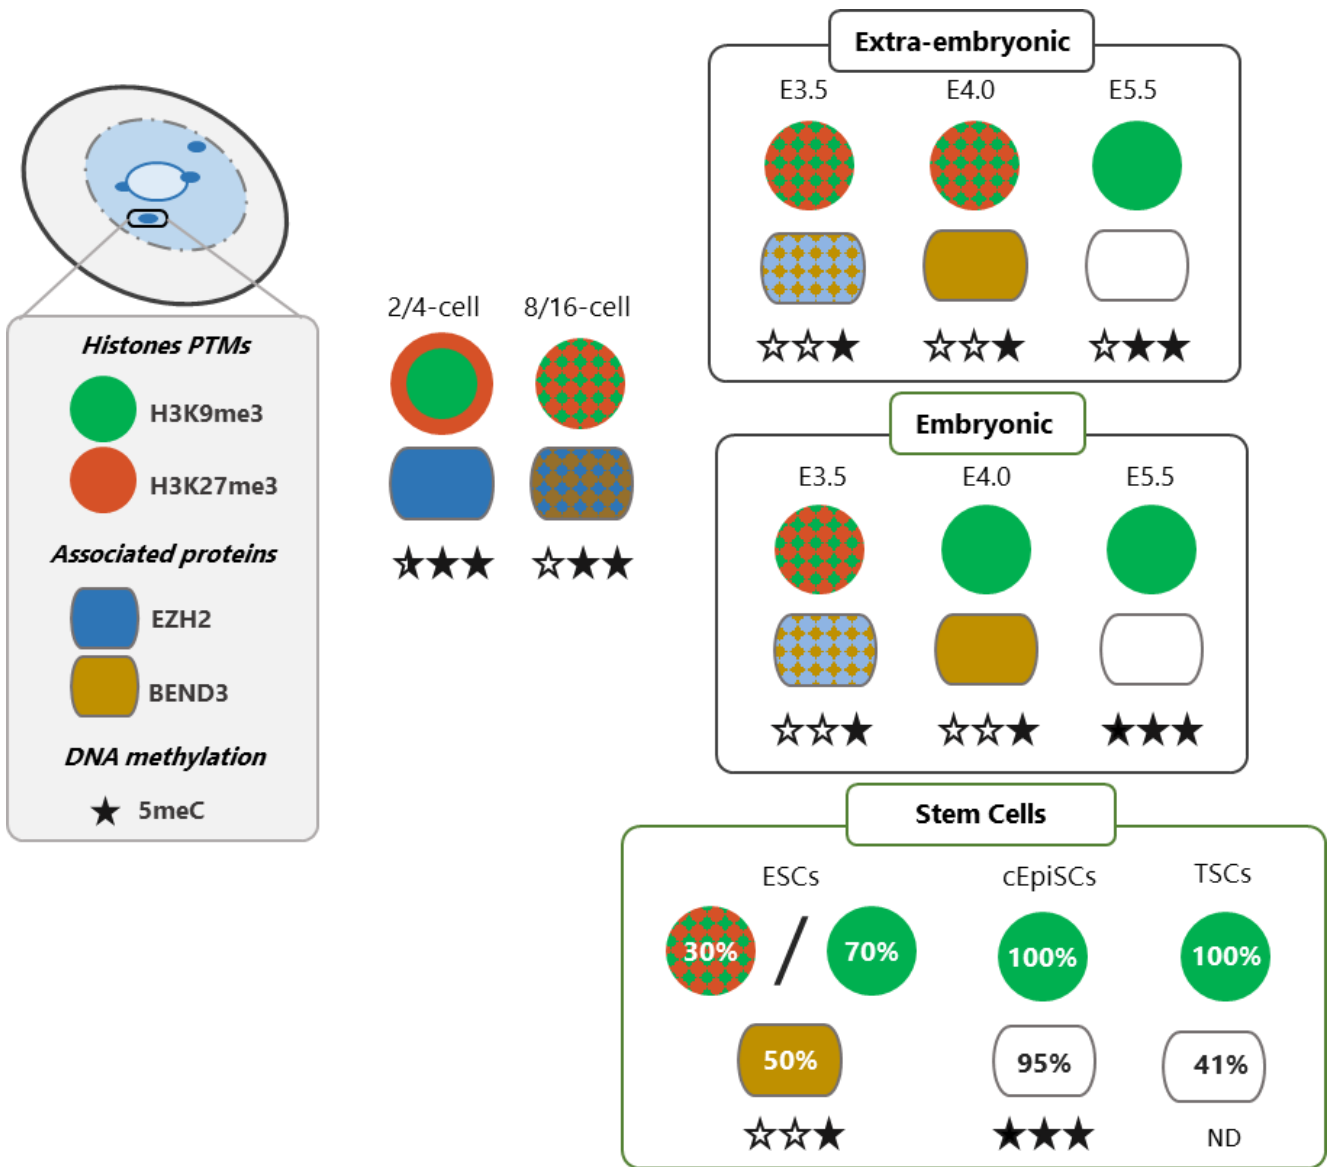 Histones PTMs
H3K9me3
H3K27me3
Associated proteins
EZH2
BEND3
DNA methylation
5meC
2/4-cell
8/16-cell
Extra-embryonic
E3.5
E4.0
E5.5
Embryonic
E3.5
E4.0
E5.5
Stem Cells
ESCs
cEpiSCs
TSCs
30%
/
70%
100%
100%
50%
95%
41%
ND